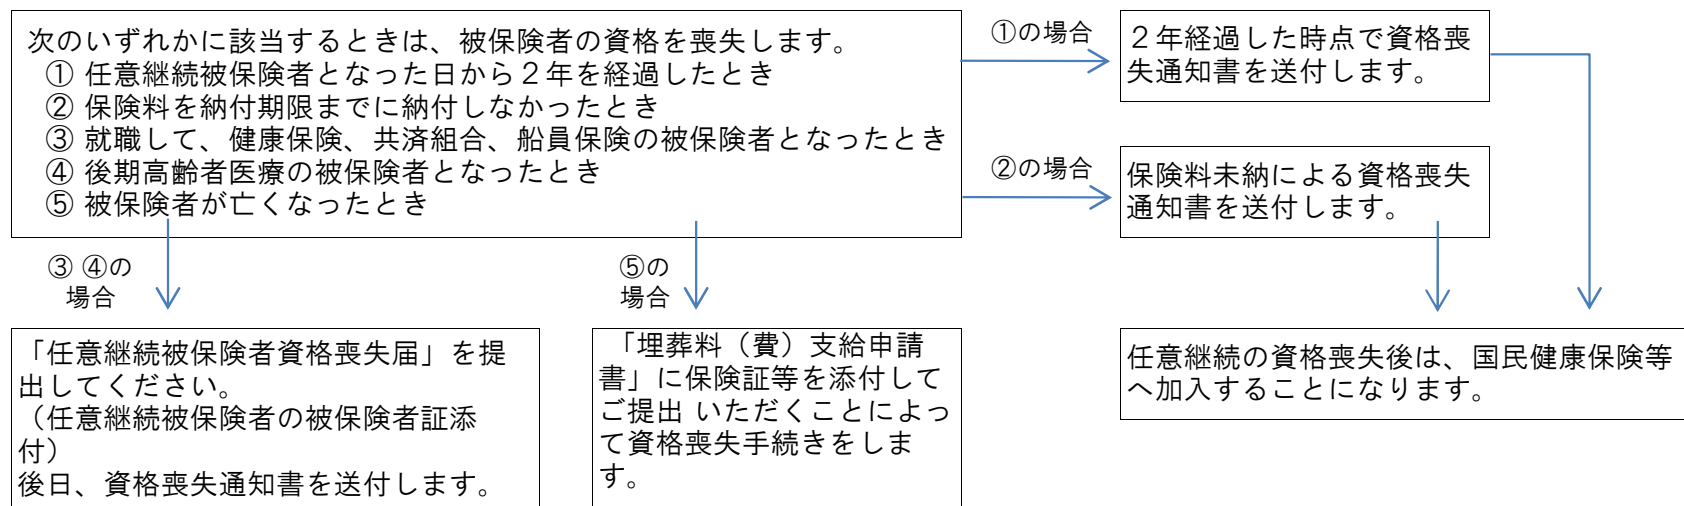 次のいずれかに該当するときは、被保険者の資格を喪失します。
① 任意継続被保険者となった日から２年を経過したとき
② 保険料を納付期限までに納付しなかったとき
③ 就職して、健康保険、共済組合、船員保険の被保険者となったとき
④ 後期高齢者医療の被保険者となったとき
⑤ 被保険者が亡くなったとき
①の場合
２年経過した時点で資格喪
失通知書を送付します。
②の場合
保険料未納による資格喪失
通知書を送付します。
③ ④の
場合
⑤の
場合
「任意継続被保険者資格喪失届」を提
出してください。
（任意継続被保険者の被保険者証添
付）
後日、資格喪失通知書を送付します。
「埋葬料（費）支給申請
書」に保険証等を添付して
ご提出 いただくことによっ
て資格喪失手続きをしま
す。
任意継続の資格喪失後は、国民健康保険等
へ加入することになります。